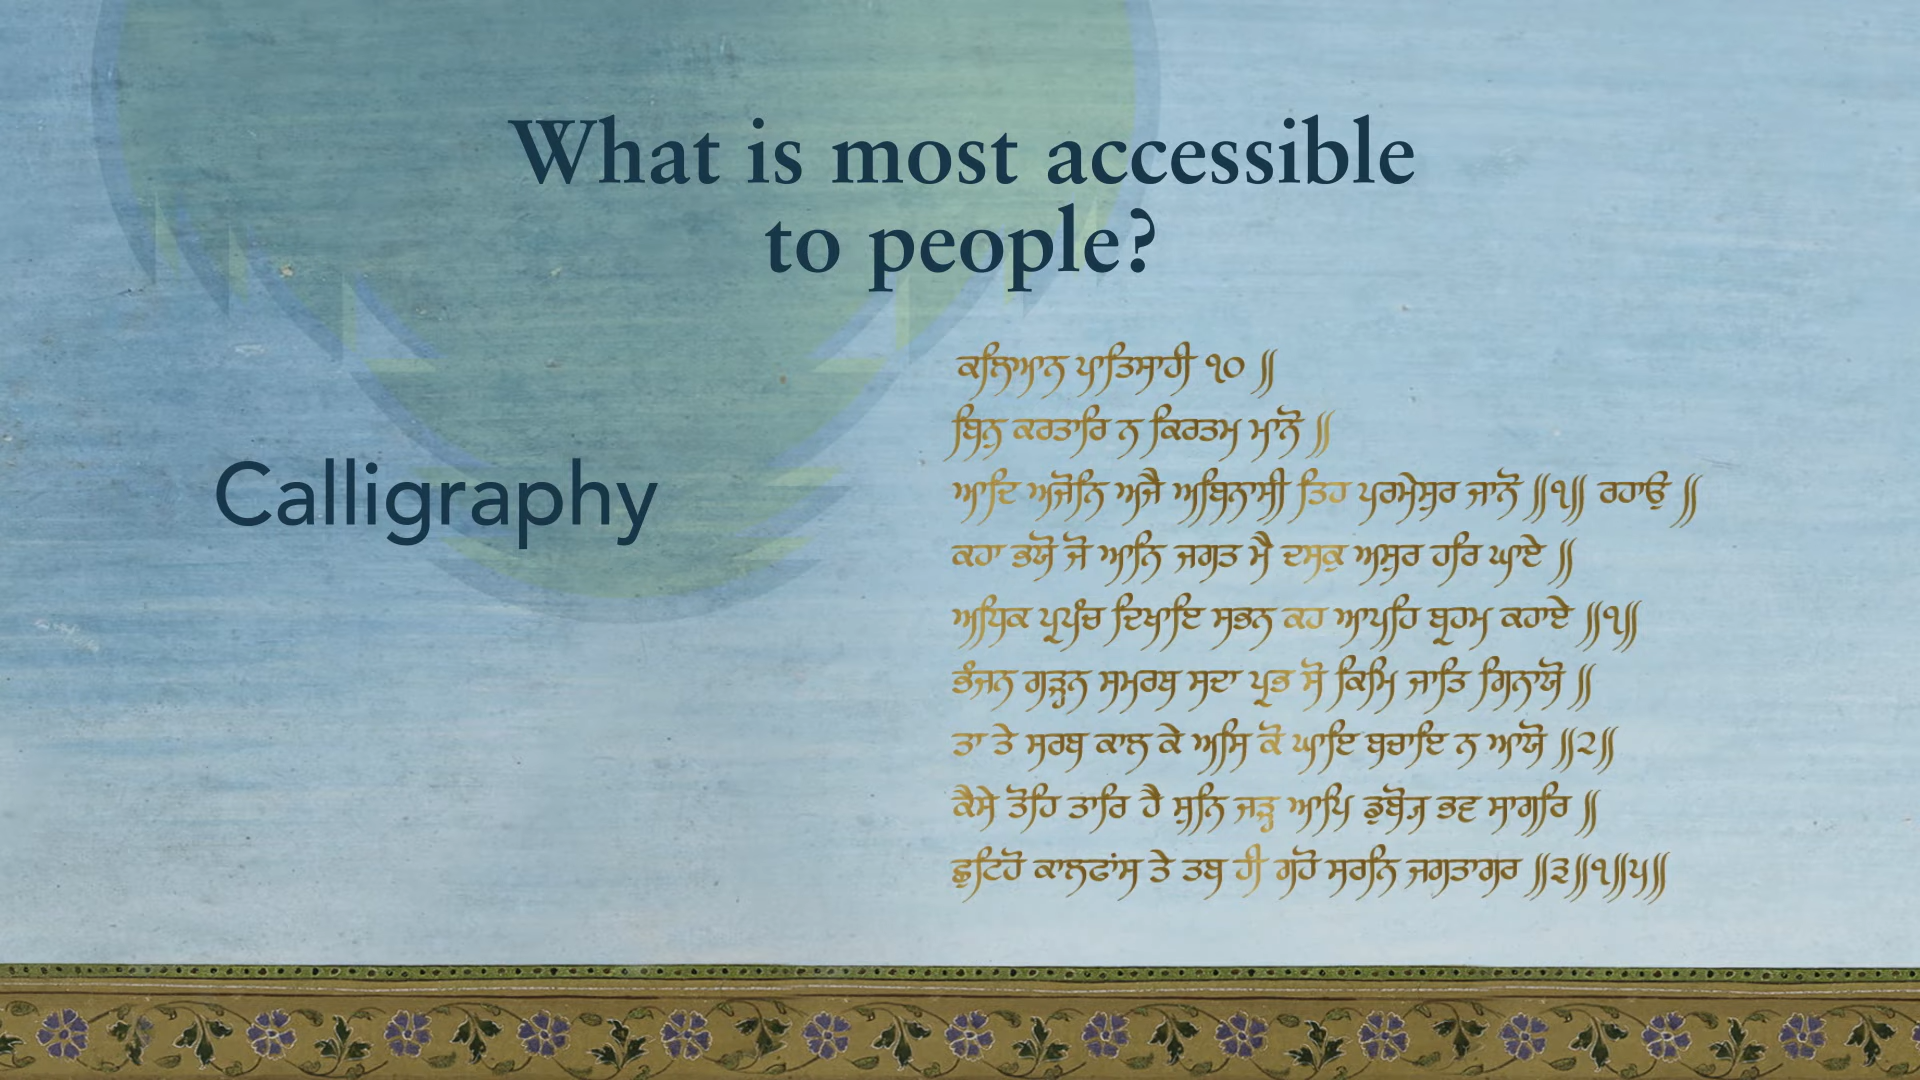 What is most accessible
to people?
Calligraphy
ਕਲਿਆਨ ਪਾਤਿਸਾਹੀ ੧੦ ॥
ਬਿਨੁ ਕਰਤਾਰਿ ਨ ਕਿਰਤਮ ਮਾਨੋ ॥
ਆਦਿ ਅਜੋਨਿ ਅਜੈ ਅਬਿਨਾਸੀ ਤਿਹ ਪਰਮੇਸੁਰ ਜਾਨੋ ॥੧॥ ਰਹਾਉ ॥
ਕਹਾ ਭਯੋ ਜੋ ਆਨਿ ਜਗਤ ਮੈ ਦਸਕੁ ਅਸੁਰ ਹਰਿ ਘਾਏ ॥
ਅਧਿਕ ਪ੍ਰਪੰਚ ਦਿਖਾਇ ਸਭਨ ਕਹ ਆਪਹਿ ਬ੍ਰਹਮ ਕਹਾਏ ॥੧॥
ਭੰਜਨ ਗੜ੍ਹਨ ਸਮਰਥ ਸਦਾ ਪ੍ਰਭ ਸੋ ਕਿਮਿ ਜਾਤਿ ਗਿਨਾਯੋ ॥
ਤਾ ਤੇ ਸਰਬ ਕਾਲ ਕੇ ਅਸਿ ਕੋ ਘਾਇ ਬਚਾਇ ਨ ਆਯੋ ॥੨॥
ਕੈਸੇ ਤੋਹਿ ਤਾਰਿ ਹੈ ਸੁਨਿ ਜੜ੍ਹ ਆਪਿ ਡੁਬੋਯ ਭਵ ਸਾਗਰਿ ॥
ਛੁਟਿਹੋ ਕਾਲਫਾਂਸ ਤੇ ਤਬ ਹੀ ਗਹੋ ਸਰਨਿ ਜਗਤਾਗਰ ॥੩॥੧॥੫॥